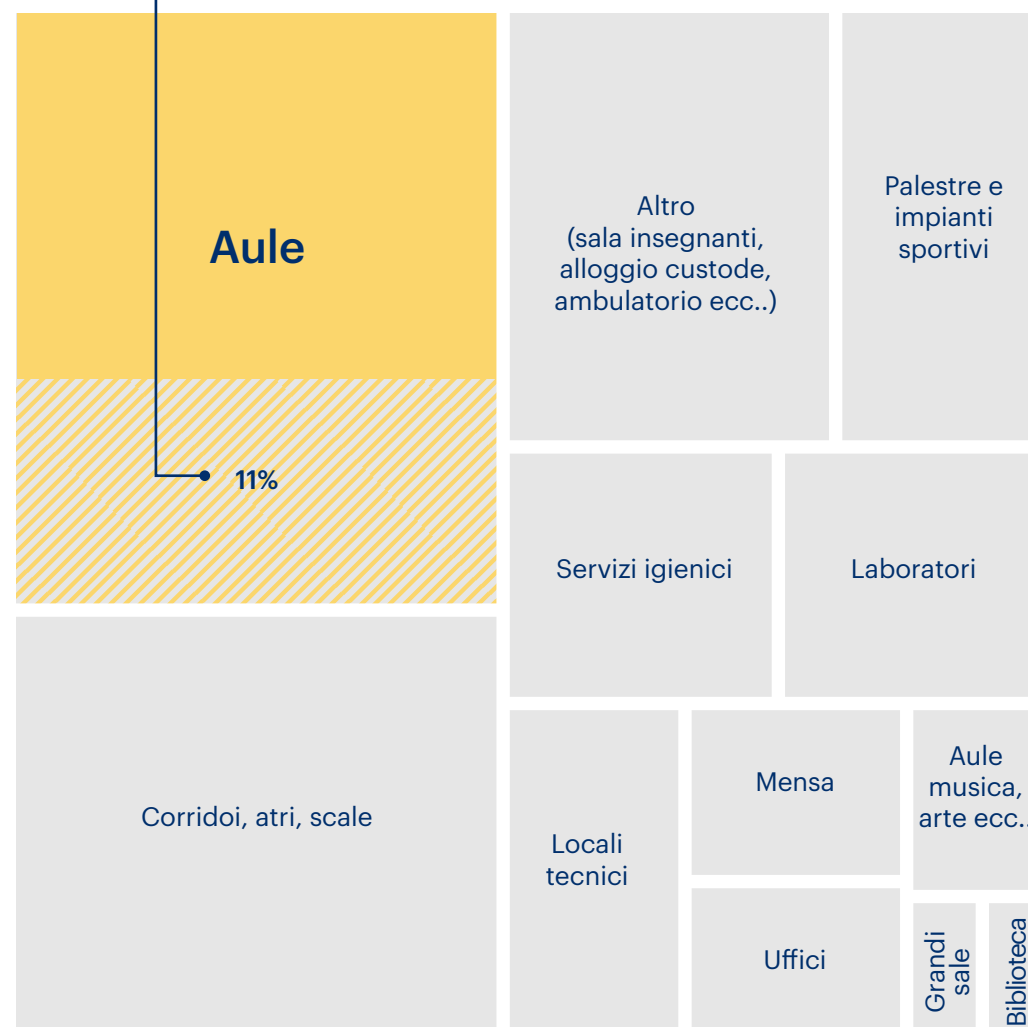 Aule
11%
Altro
(sala insegnanti,
alloggio custode,
ambulatorio ecc..)
Palestre e
impianti
sportivi
Servizi igienici
Laboratori
Corridoi, atri, scale
Locali
tecnici
Mensa
Aule
musica,
arte ecc..
Uffici
Grandi
sale
Biblioteca